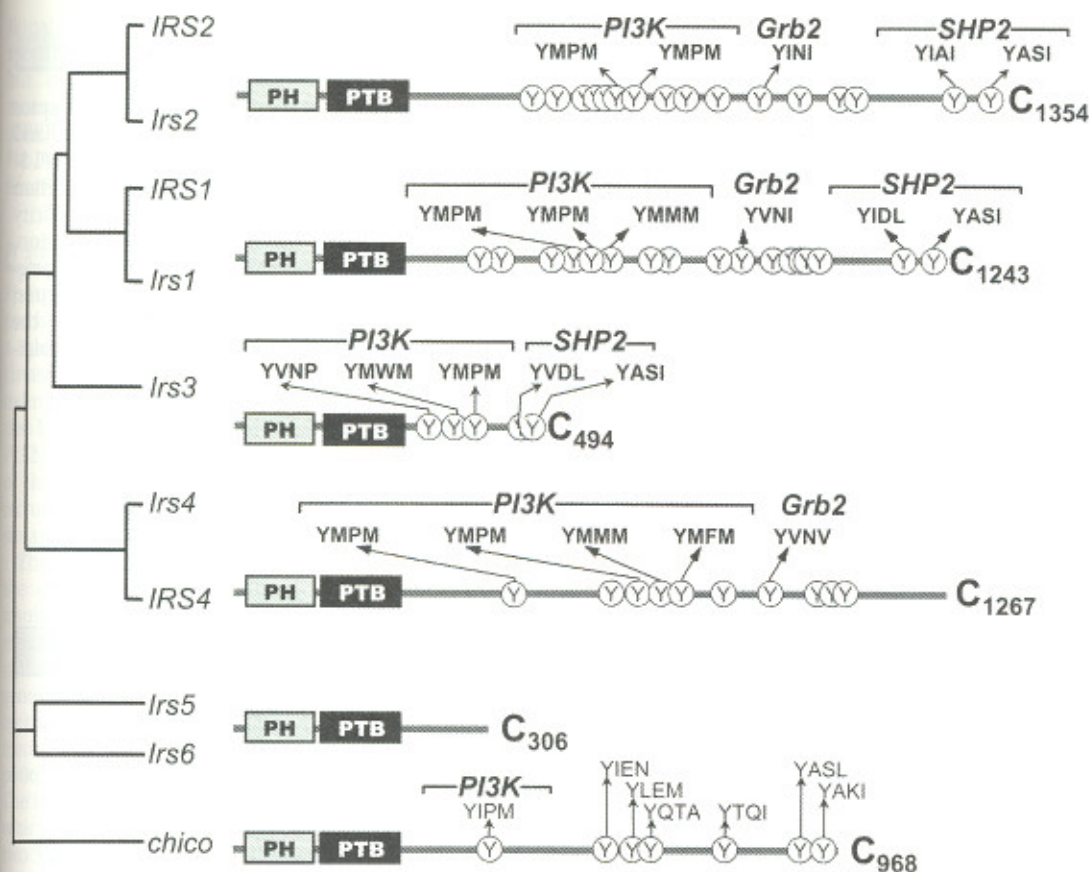 IRS2
PI3K Grb2 SHP2
YMPM YMPM YINI YIAI YASI
PH PTB Y Y Y Y Y Y Y Y Y Y Y Y Y Y Y Y C1354
Irs2
IRS1
PI3K Grb2 SHP2
YMPM YMPM YMMM YVNI YIDL YASI
PH PTB Y Y Y Y Y Y Y Y Y Y Y Y Y Y Y Y C1243
Irs1
PI3K SHP2
YVNP YMWM YMPM YVDL YASI
Irs3
PH PTB Y Y Y Y Y C494
Irs4
PI3K Grb2
YMPM YMPM YMMM YMFM YVNV
IRS4
PH PTB Y Y Y Y Y Y Y Y Y Y C1267
Irs5
PH PTB C306
Irs6
PI3K YIEN YASL
YIPM YLEM YQTA YTQI YAKI
chico
PH PTB Y Y Y Y Y Y Y C968